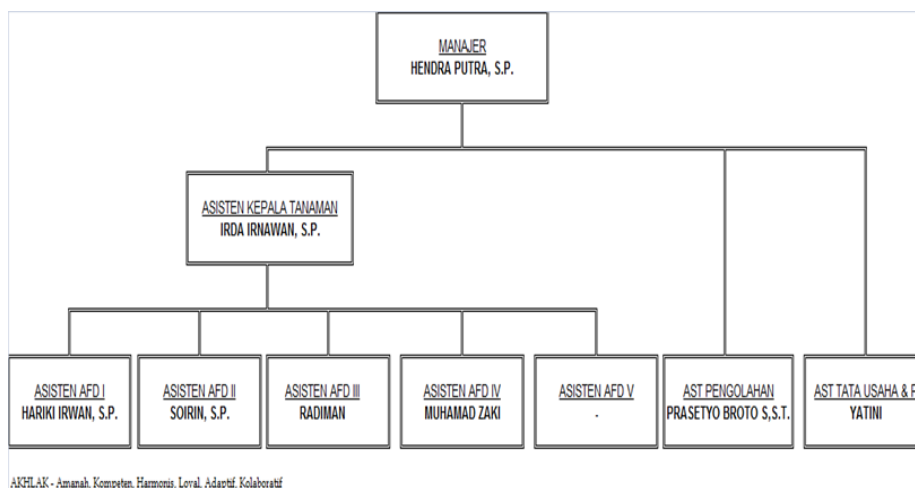 MANAJER
HENDRA PUTRA, S.P.
ASISTEN KEPALA TANAMAN
IRDA IRNAWAN, S.P.
ASISTEN AFD I
HARIKI IRWAN, S.P.
ASISTEN AFD II
SOIRIN, S.P.
ASISTEN AFD III
RADIMAN
ASISTEN AFD IV
MUHAMAD ZAKI
ASISTEN AFD V
-
AST PENGOLAHAN
PRASETYO BROTO S,S.T.
AST TATA USAHA &
YATINI
AKHLAK - Amanah, Kompeten, Harmonis, Loyal, Adaptif, Kolaboratif